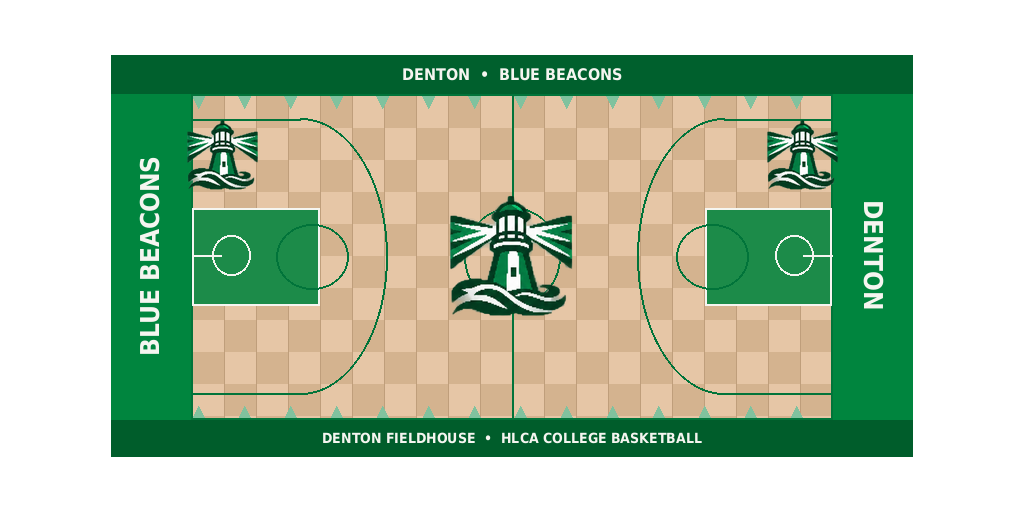 DENTON • BLUE BEACONS
BLUE BEACONS
DENTON
DENTON FIELDHOUSE • HLCA COLLEGE BASKETBALL